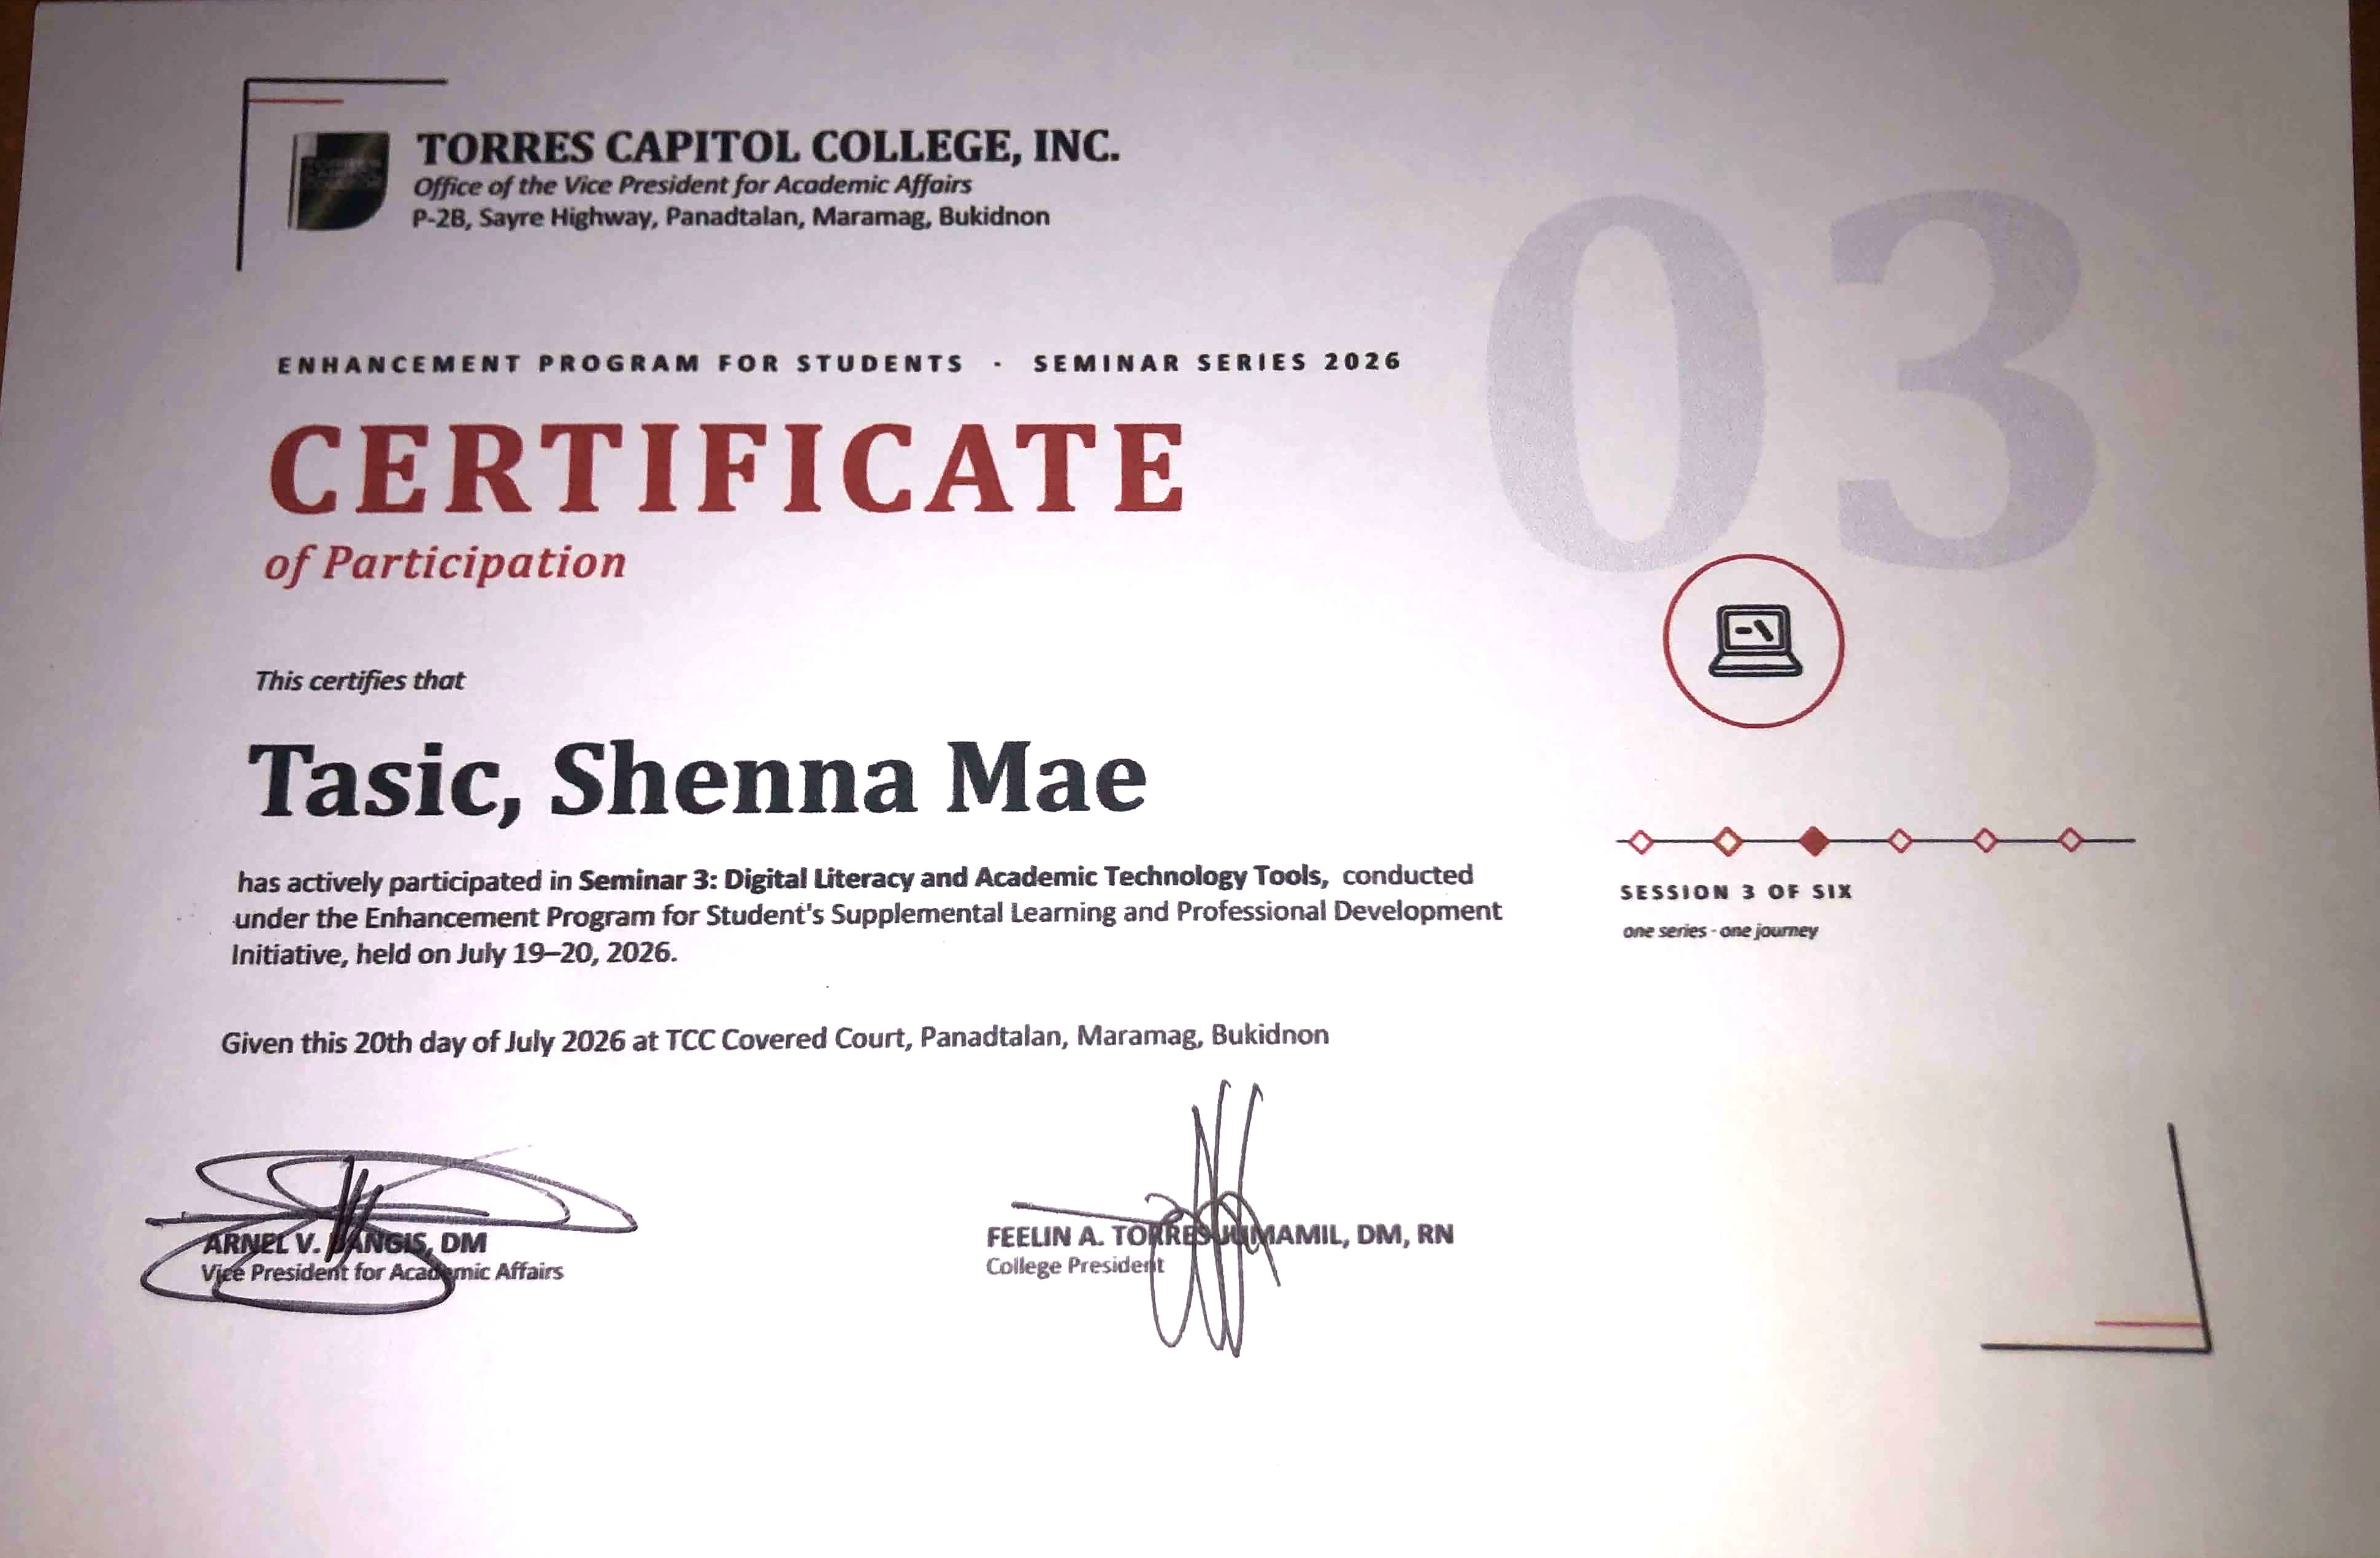 TORRES CAPITOL COLLEGE, INC.
Office of the Vice President for Academic Affairs
P-2B, Sayre Highway, Panadtalan, Maramag, Bukidnon
ENHANCEMENT PROGRAM FOR STUDENTS · SEMINAR SERIES 2026
03
CERTIFICATE
of Participation
This certifies that
Tasic, Shenna Mae
has actively participated in Seminar 3: Digital Literacy and Academic Technology Tools, conducted
under the Enhancement Program for Student's Supplemental Learning and Professional Development
Initiative, held on July 19–20, 2026.
SESSION 3 OF SIX
one series - one journey
Given this 20th day of July 2026 at TCC Covered Court, Panadtalan, Maramag, Bukidnon
ARNEL V. DM
Vice President for Academic Affairs
FEELIN A. DM, RN
College President